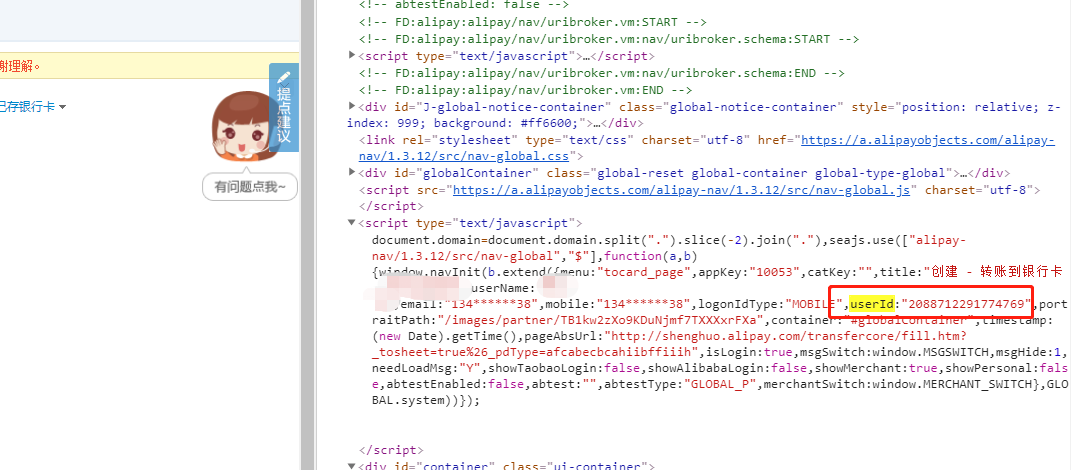 谢理解。
已存银行卡
提点建议
有问题点我~
<!-- abtestEnabled: false -->
<!-- FD:alipay:alipay/nav/uribroker.vm:START -->
<!-- FD:alipay:alipay/nav/uribroker.vm:nav/uribroker.schema:START -->
<script type="text/javascript">…</script>
<!-- FD:alipay:alipay/nav/uribroker.vm:nav/uribroker.schema:END -->
<!-- FD:alipay:alipay/nav/uribroker.vm:END -->
<div id="J-global-notice-container" class="global-notice-container" style="position: relative; z-
index: 999; background: #ff6600;">…</div>
<link rel="stylesheet" type="text/css" charset="utf-8" href="https://a.alipayobjects.com/alipay-
nav/1.3.12/src/nav-global.css">
<div id="globalContainer" class="global-reset global-container global-type-global">…</div>
<script src="https://a.alipayobjects.com/alipay-nav/1.3.12/src/nav-global.js" charset="utf-8">
</script>
<script type="text/javascript">
document.domain=document.domain.split(".").slice(-2).join("."),seajs.use(["alipay-
nav/1.3.12/src/nav-global","$"],function(a,b)
{window.navInit(b.extend({menu:"tocard_page",appKey:"10053",catKey:"",title:"创建 - 转账到银行卡
userName:
email:"134******38",mobile:"134******38",logonIdType:"MOBILE",userId:"2088712291774769",por
traitPath:"/images/partner/TB1kw2zXo9KDuNjmf7TXXXxrFXa",container:"#globalContainer",timestamp:
(new Date).getTime(),pageAbsUrl:"http://shenghuo.alipay.com/transfercore/fill.htm?
_tosheet=true%26_pdType=afcabecbcahiibffiiih",isLogin:true,msgSwitch:window.MSGSWITCH,msgHide:1,
needLoadMsg:"Y",showTaobaoLogin:false,showAlibabaLogin:false,showMerchant:true,showPersonal:fals
e,abtestEnabled:false,abtest:"",abtestType:"GLOBAL_P",merchantSwitch:window.MERCHANT_SWITCH},GLO
BAL.system))});
</script>
<div id="container" class="ui-container">